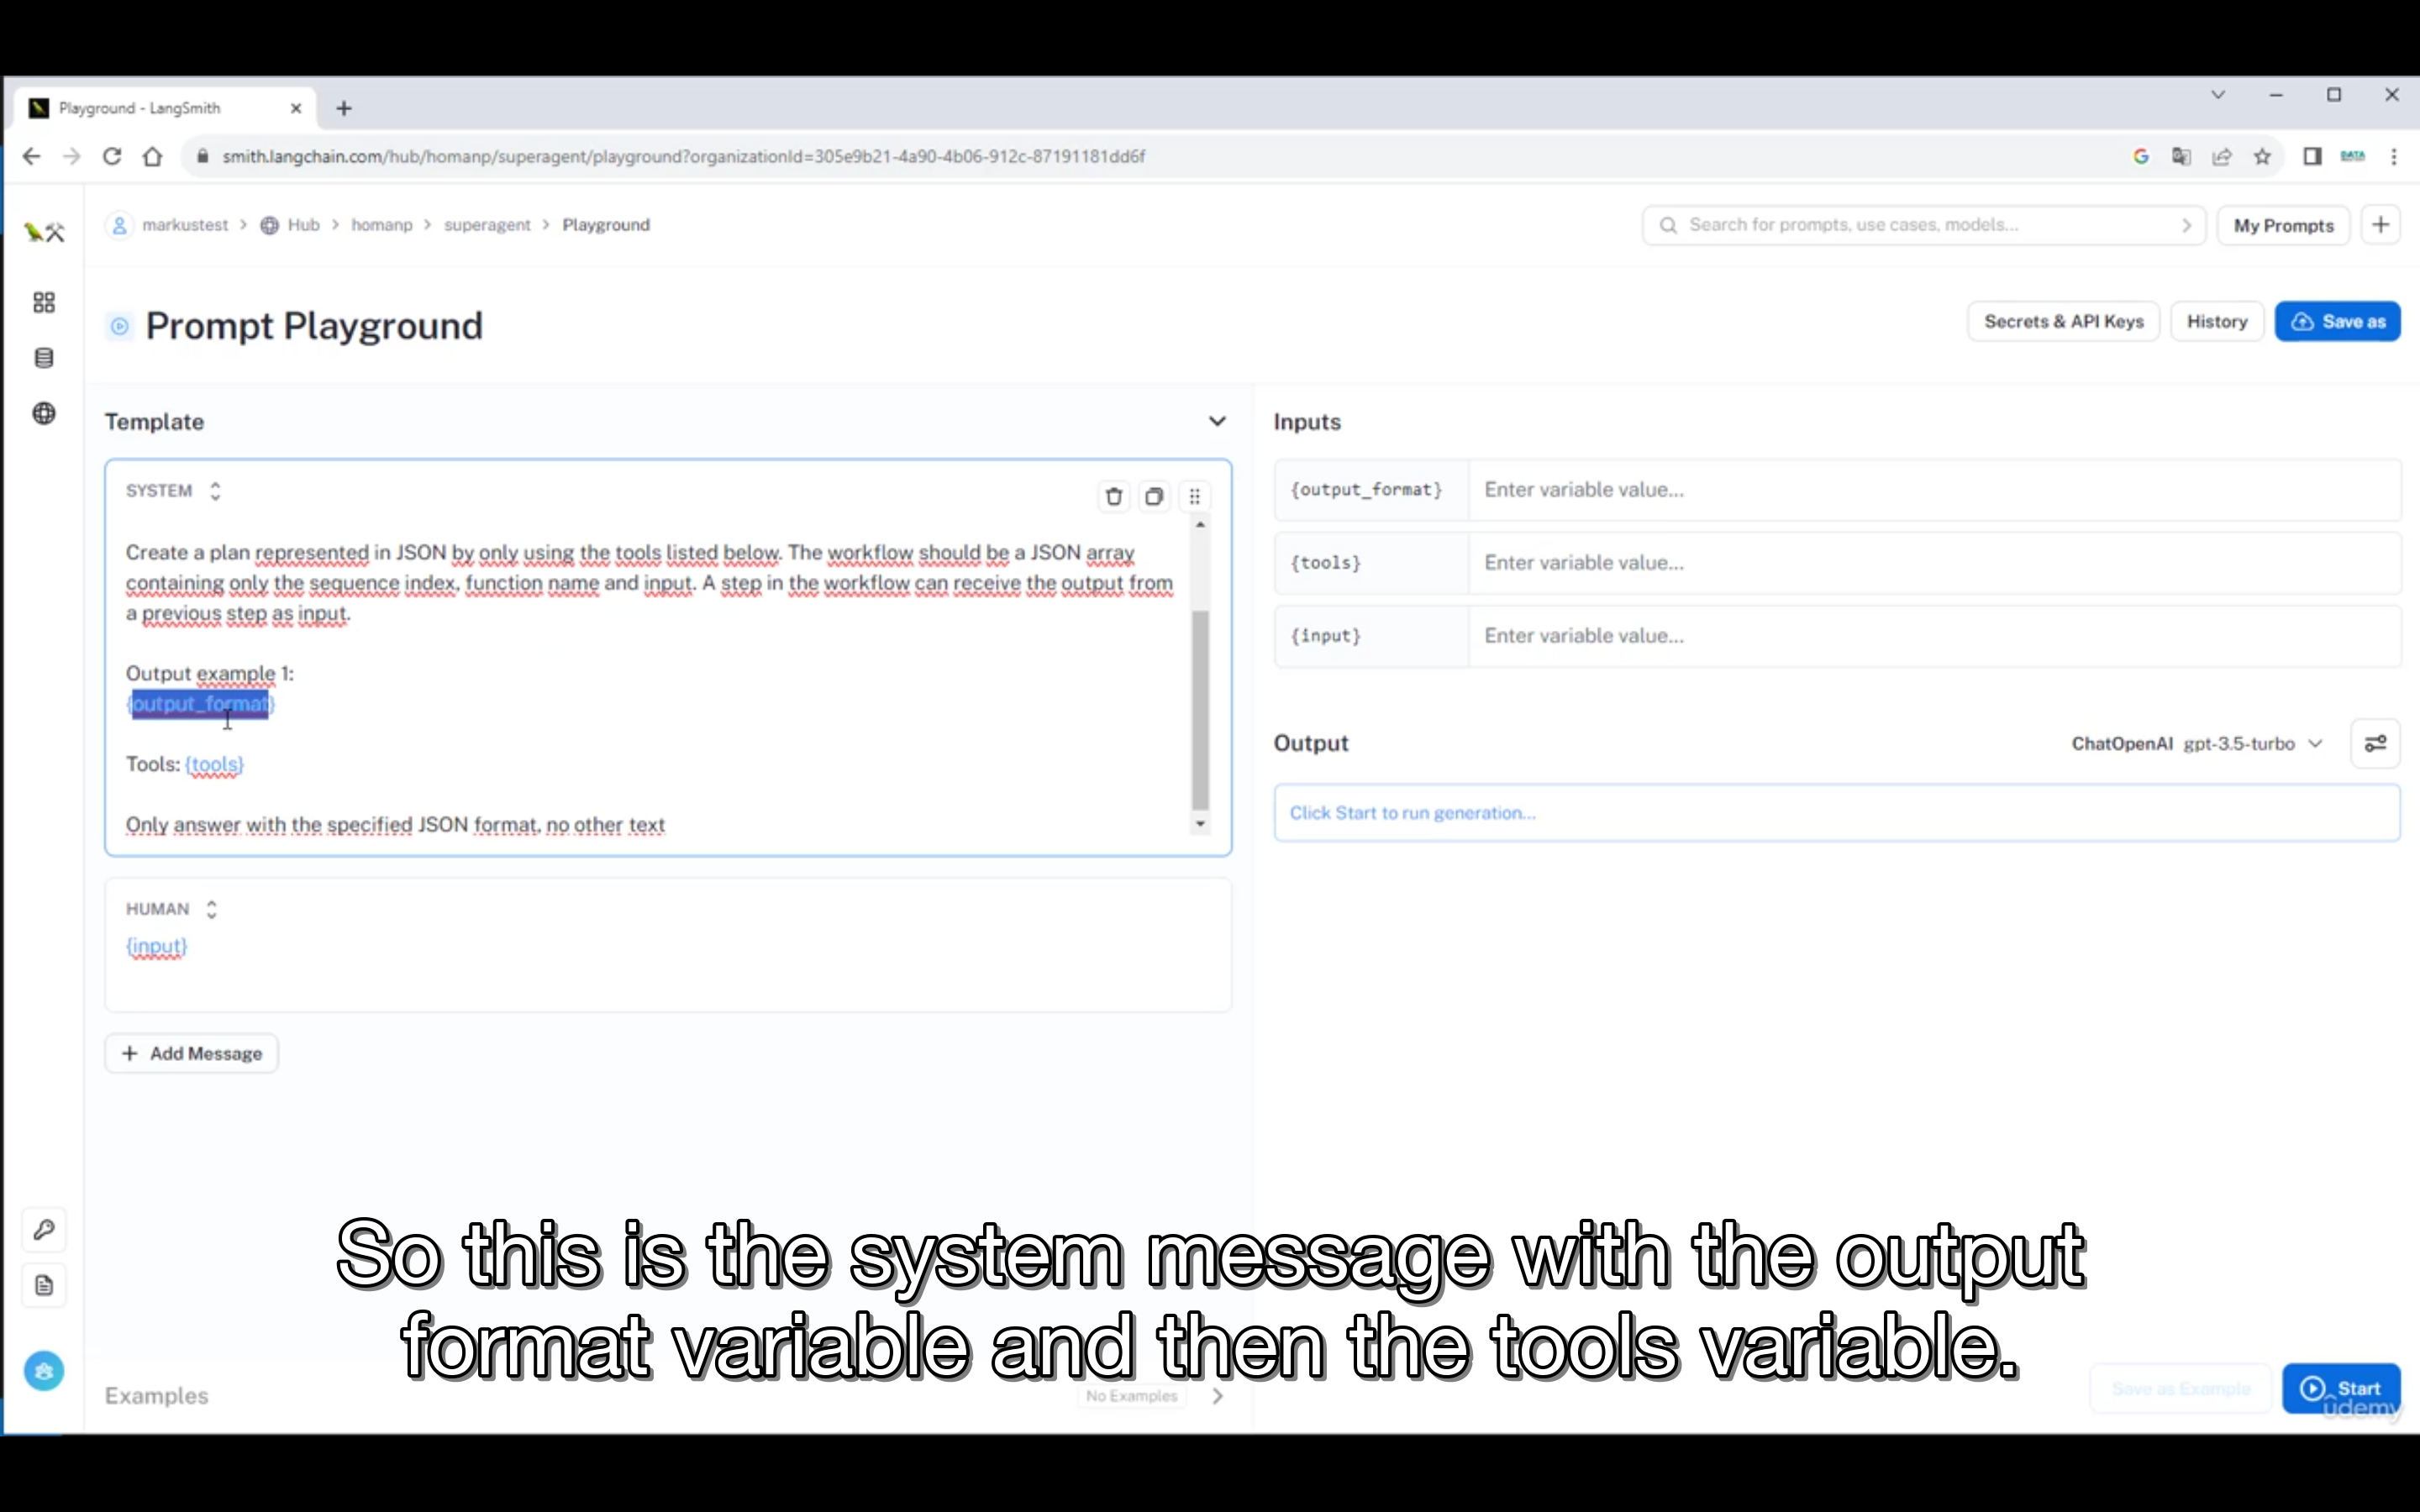 Playground - LangSmith
smith.langchain.com/hub/homanp/superagent/playground?organizationId=305e9b21-4a90-4b06-912c-87191181dd6f
DATA
markustest > Hub > homanp > superagent > Playground
Search for prompts, use cases, models...
My Prompts
Prompt Playground
Secrets & API Keys
History
Save as
Template
SYSTEM
Create a plan represented in JSON by only using the tools listed below. The workflow should be a JSON array
containing only the sequence index, function name and input. A step in the workflow can receive the output from
a previous step as input.
Output example 1:
{output_format}
Tools: {tools}
Only answer with the specified JSON format, no other text
HUMAN
{input}
+ Add Message
Inputs
{output_format} Enter variable value...
{tools} Enter variable value...
{input} Enter variable value...
Output
ChatOpenAI gpt-3.5-turbo
Click Start to run generation...
So this is the system message with the output
format variable and then the tools variable.
Examples
No Examples
Save as Example
Start
udemy